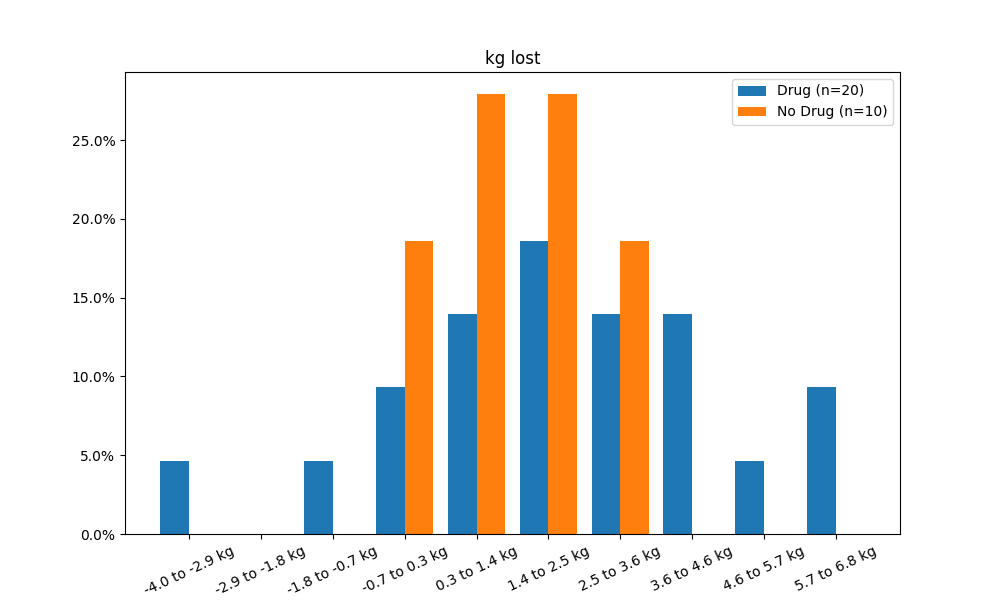 kg lost
Drug (n=20)
No Drug (n=10)
25.0%
20.0%
15.0%
10.0%
5.0%
0.0%
-4.0 to -2.9 kg
-2.9 to -1.8 kg
-1.8 to -0.7 kg
-0.7 to 0.3 kg
0.3 to 1.4 kg
1.4 to 2.5 kg
2.5 to 3.6 kg
3.6 to 4.6 kg
4.6 to 5.7 kg
5.7 to 6.8 kg